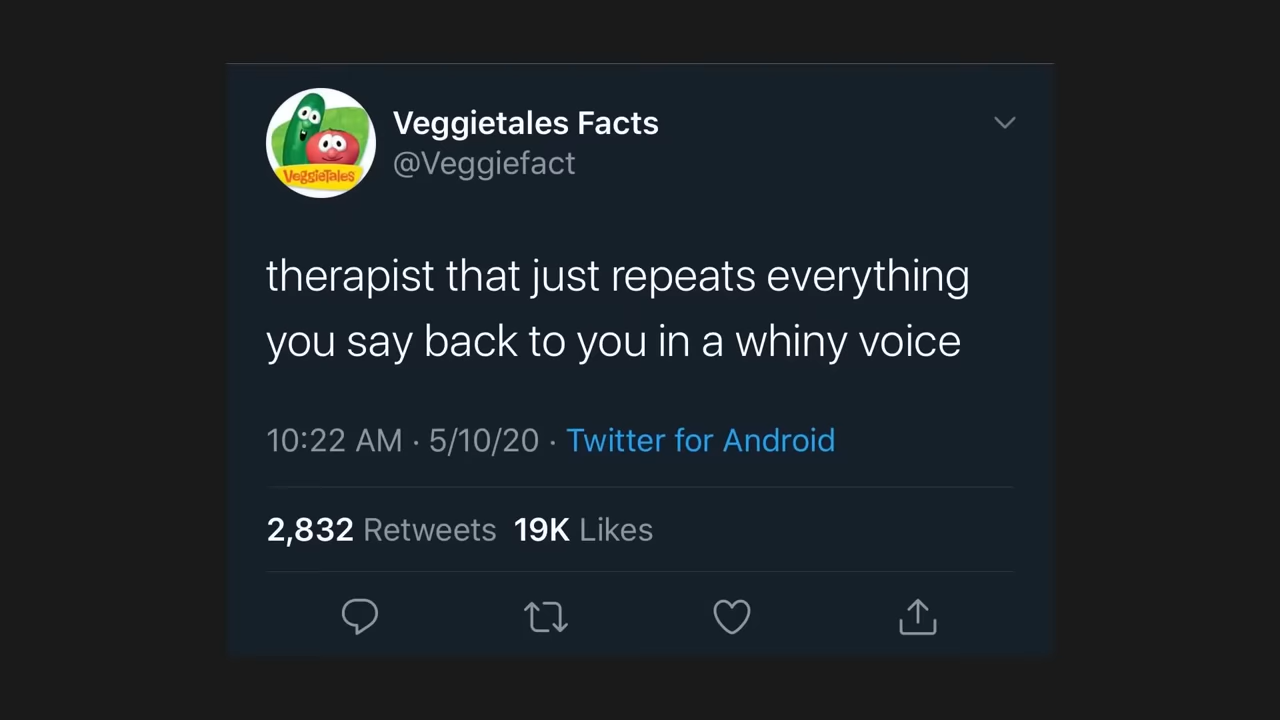 Veggietales Facts
@Veggiefact
VeggieTales
therapist that just repeats everything
you say back to you in a whiny voice
10:22 AM · 5/10/20 · Twitter for Android
2,832 Retweets 19K Likes